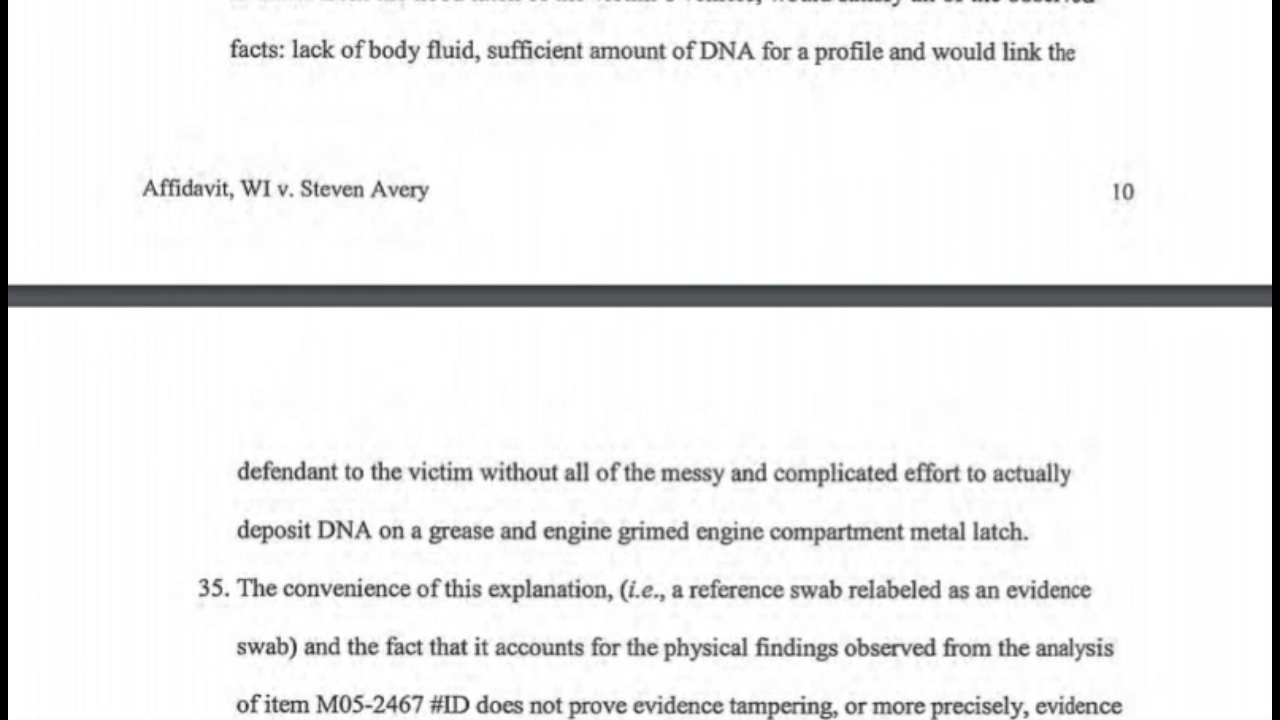 facts: lack of body fluid, sufficient amount of DNA for a profile and would link the
Affidavit, WI v. Steven Avery
10
defendant to the victim without all of the messy and complicated effort to actually
deposit DNA on a grease and engine grimed engine compartment metal latch.
35. The convenience of this explanation, (i.e., a reference swab relabeled as an evidence
swab) and the fact that it accounts for the physical findings observed from the analysis
of item M05-2467 #ID does not prove evidence tampering, or more precisely, evidence